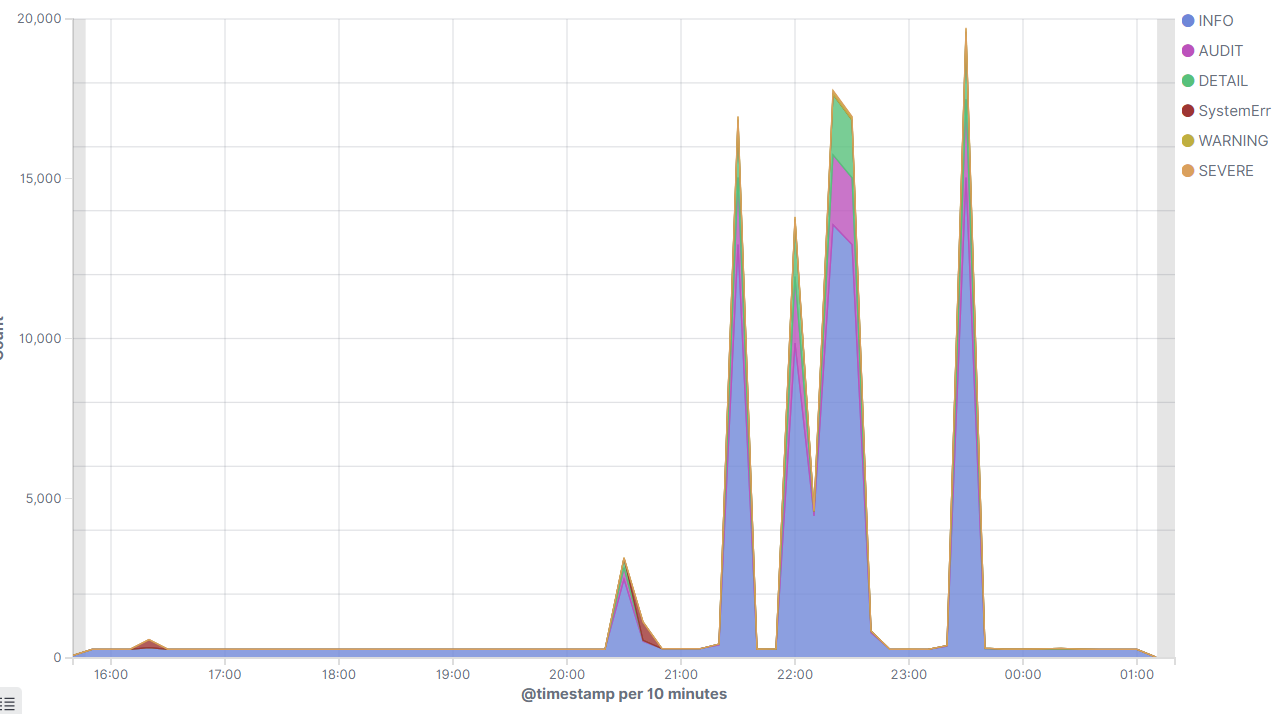 20,000
15,000
10,000
5,000
0
Count
16:00 17:00 18:00 19:00 20:00 21:00 22:00 23:00 00:00 01:00
@timestamp per 10 minutes
INFO
AUDIT
DETAIL
SystemErr
WARNING
SEVERE